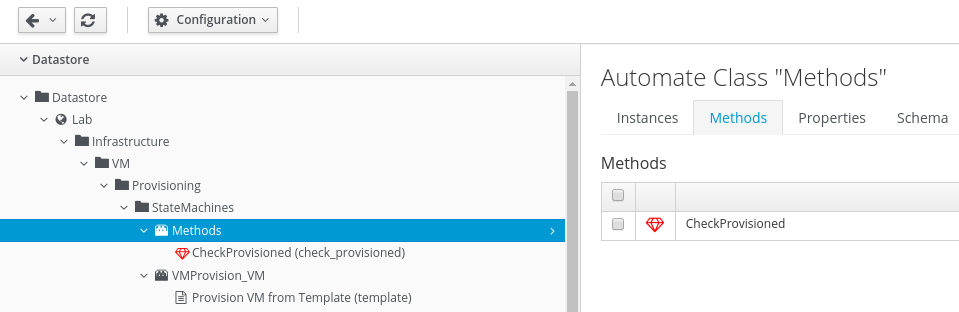 Configuration
Datastore
Datastore
Lab
Infrastructure
VM
Provisioning
StateMachines
Methods
CheckProvisioned (check_provisioned)
VMProvision_VM
Provision VM from Template (template)
Automate Class "Methods"
Instances Methods Properties Schema
Methods
CheckProvisioned